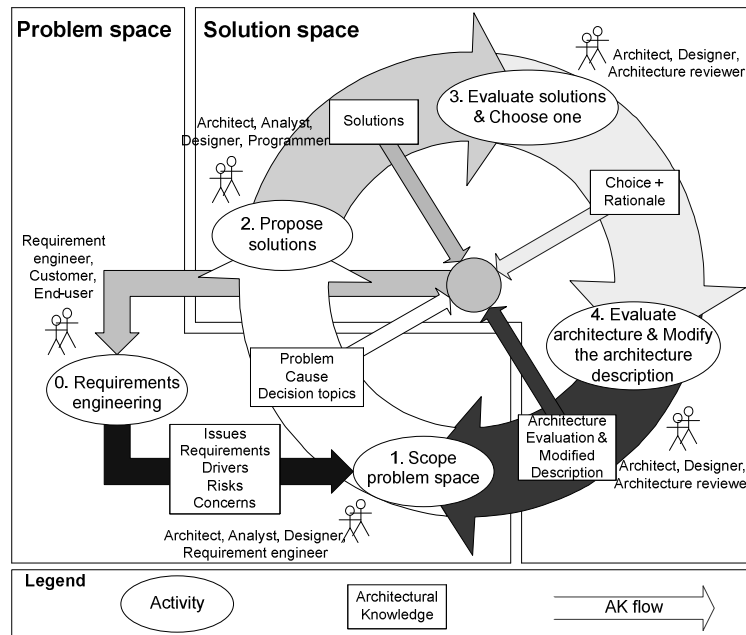 Problem space
Solution space
Architect, Designer,
Architecture reviewer
3. Evaluate solutions
& Choose one
Solutions
Architect, Analyst,
Designer, Programmer
Choice +
Rationale
2. Propose
solutions
Requirement
engineer,
Customer,
End-user
4. Evaluate
architecture & Modify
the architecture
description
Problem
Cause
Decision topics
0. Requirements
engineering
Issues
Requirements
Drivers
Risks
Concerns
1. Scope
problem space
Architecture
Evaluation &
Modified
Description
Architect, Designer,
Architecture reviewer
Architect, Analyst, Designer,
Requirement engineer
Legend
Activity
Architectural
Knowledge
AK flow